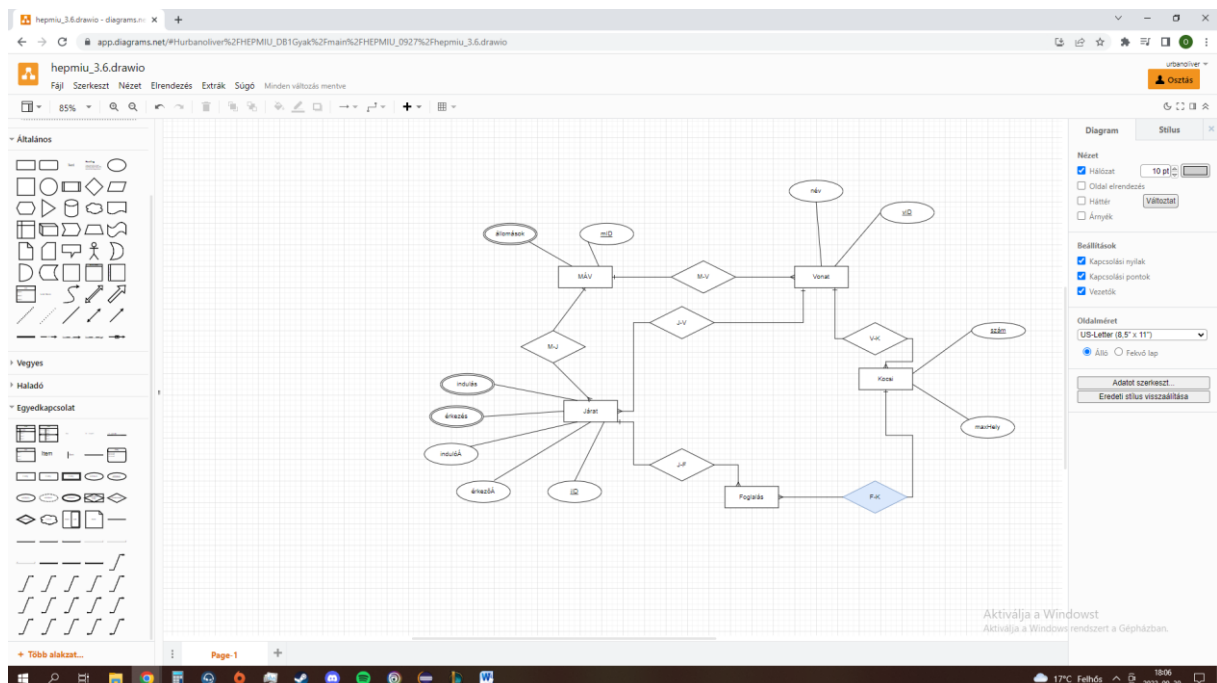 hepmiu_3.6.drawio - diagrams.ne
app.diagrams.net/#Hurbanoliver%2FHEPMIU_DB1Gyak%2Fmain%2FHEPMIU_0927%2Fhepmiu_3.6.drawio
hepmiu_3.6.drawio
urbanoliver
Fájl Szerkeszt Nézet Elrendezés Extrák Súgó Minden változás mentve
Osztás
85%
Általános
Vegyes
Haladó
Egyedkapcsolat
Item
+ Több alakzat...
név
vID
állomások
mID
MÁV
M-V
Vonat
J-V
M-J
V-K
szám
Kocsi
indulás
érkezés
Járat
maxHely
indulóÁ
érkezőÁ
jID
J-F
Foglalás
F-K
Diagram Stílus
Nézet
Hálózat 10 pt
Oldal elrendezés
Háttér Változtat
Árnyék
Beállítások
Kapcsolási nyilak
Kapcsolási pontok
Vezetők
Oldalméret
US-Letter (8,5" x 11")
Álló Fekvő lap
Adatot szerkeszt...
Eredeti stílus visszaálítása
Aktiválja a Windowst
Aktiválja a Windows rendszert a Gépházban.
Page-1
17°C Felhős
18:06